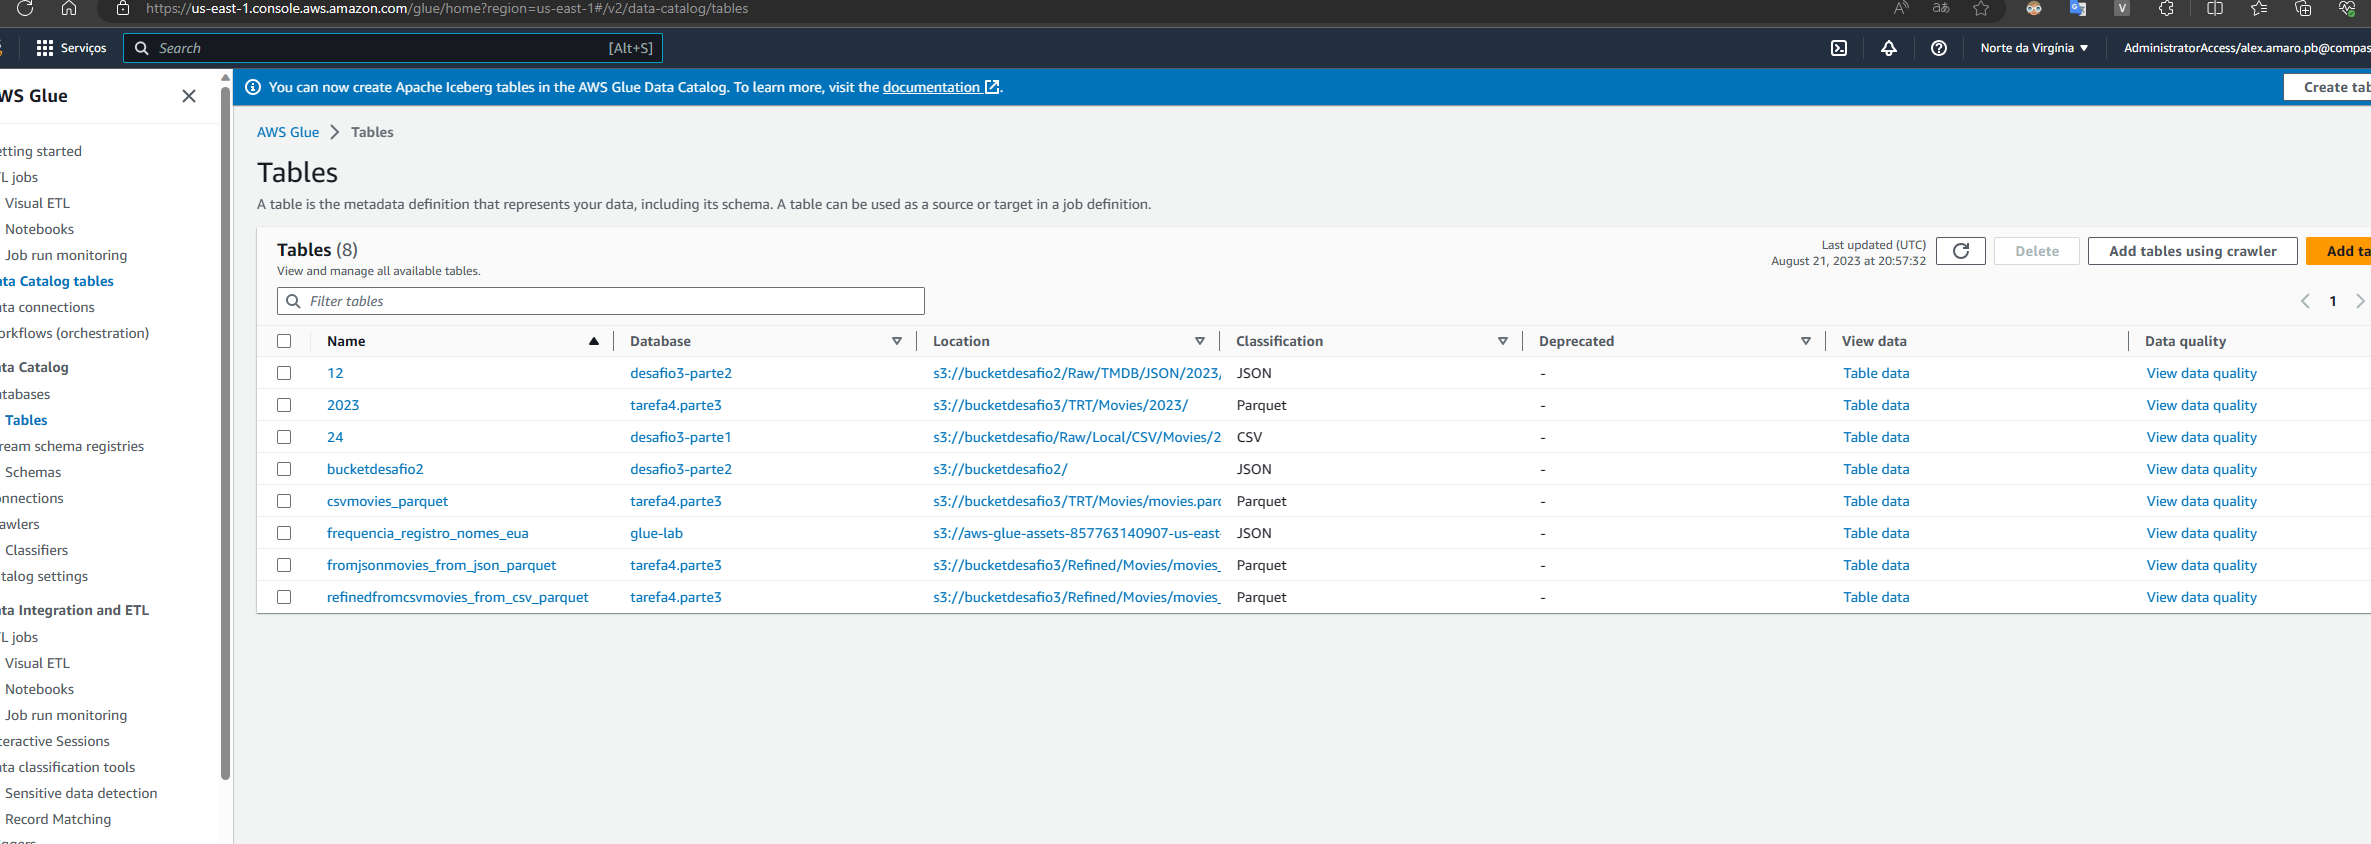 https://us-east-1.console.aws.amazon.com/glue/home?region=us-east-1#/v2/data-catalog/tables
Serviços
Search [Alt+S]
Norte da Virgínia
AdministratorAccess/alex.amaro.pb@compas
WS Glue
etting started
L jobs
Visual ETL
Notebooks
Job run monitoring
ta Catalog tables
ta connections
orkflows (orchestration)
ta Catalog
tabases
Tables
ream schema registries
Schemas
nnections
awlers
Classifiers
talog settings
ta Integration and ETL
L jobs
Visual ETL
Notebooks
Job run monitoring
teractive Sessions
ta classification tools
Sensitive data detection
Record Matching
iggers
You can now create Apache Iceberg tables in the AWS Glue Data Catalog. To learn more, visit the documentation.
Create tab
AWS Glue > Tables
Tables
A table is the metadata definition that represents your data, including its schema. A table can be used as a source or target in a job definition.
Tables (8)
View and manage all available tables.
Last updated (UTC)
August 21, 2023 at 20:57:32
Delete
Add tables using crawler
Add ta
Filter tables
1
Name Database Location Classification Deprecated View data Data quality
12 desafio3-parte2 s3://bucketdesafio2/Raw/TMDB/JSON/2023/ JSON - Table data View data quality
2023 tarefa4.parte3 s3://bucketdesafio3/TRT/Movies/2023/ Parquet - Table data View data quality
24 desafio3-parte1 s3://bucketdesafio/Raw/Local/CSV/Movies/2 CSV - Table data View data quality
bucketdesafio2 desafio3-parte2 s3://bucketdesafio2/ JSON - Table data View data quality
csvmovies_parquet tarefa4.parte3 s3://bucketdesafio3/TRT/Movies/movies.parc Parquet - Table data View data quality
frequencia_registro_nomes_eua glue-lab s3://aws-glue-assets-857763140907-us-east- JSON - Table data View data quality
fromjsonmovies_from_json_parquet tarefa4.parte3 s3://bucketdesafio3/Refined/Movies/movies_ Parquet - Table data View data quality
refinedfromcsvmovies_from_csv_parquet tarefa4.parte3 s3://bucketdesafio3/Refined/Movies/movies_ Parquet - Table data View data quality